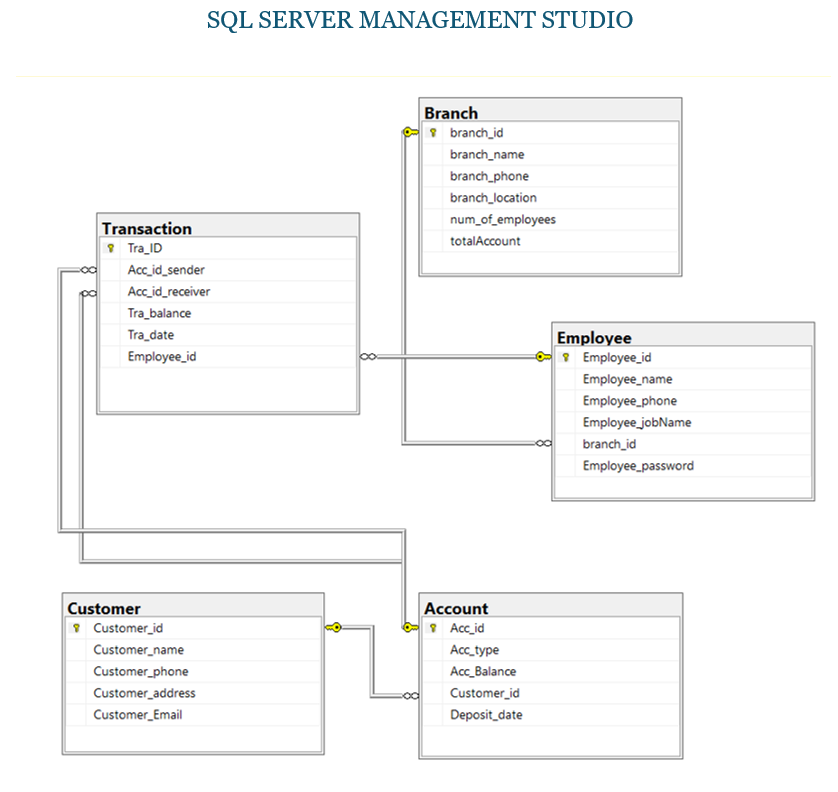 SQL SERVER MANAGEMENT STUDIO
Branch
branch_id
branch_name
branch_phone
branch_location
num_of_employees
totalAccount
Transaction
Tra_ID
Acc_id_sender
Acc_id_receiver
Tra_balance
Tra_date
Employee_id
Employee
Employee_id
Employee_name
Employee_phone
Employee_jobName
branch_id
Employee_password
Customer
Customer_id
Customer_name
Customer_phone
Customer_address
Customer_Email
Account
Acc_id
Acc_type
Acc_Balance
Customer_id
Deposit_date